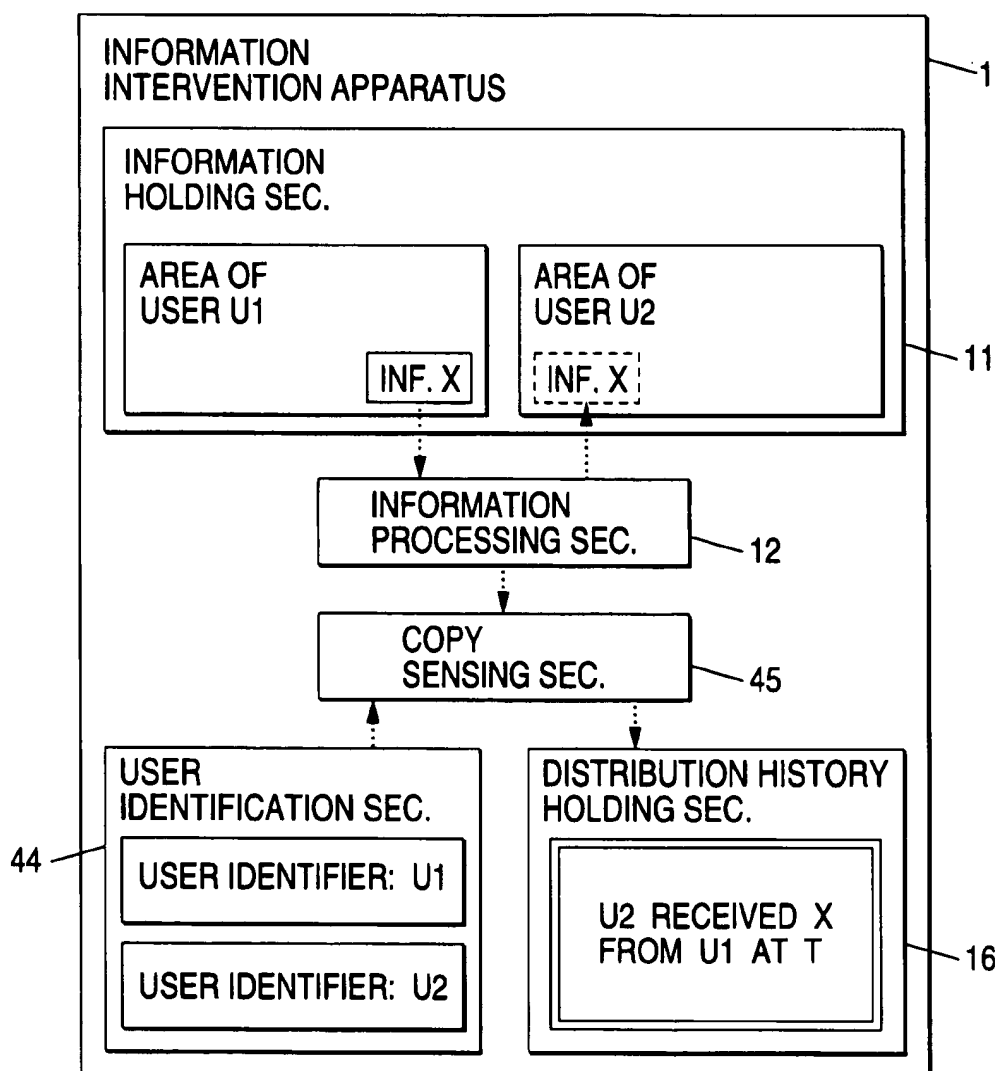 INFORMATION
INTERVENTION APPARATUS
1
INFORMATION
HOLDING SEC.
AREA OF
USER U1
INF. X
AREA OF
USER U2
INF. X
11
INFORMATION
PROCESSING SEC.
12
COPY
SENSING SEC.
45
USER
IDENTIFICATION SEC.
44
USER IDENTIFIER: U1
USER IDENTIFIER: U2
DISTRIBUTION HISTORY
HOLDING SEC.
U2 RECEIVED X
FROM U1 AT T
16